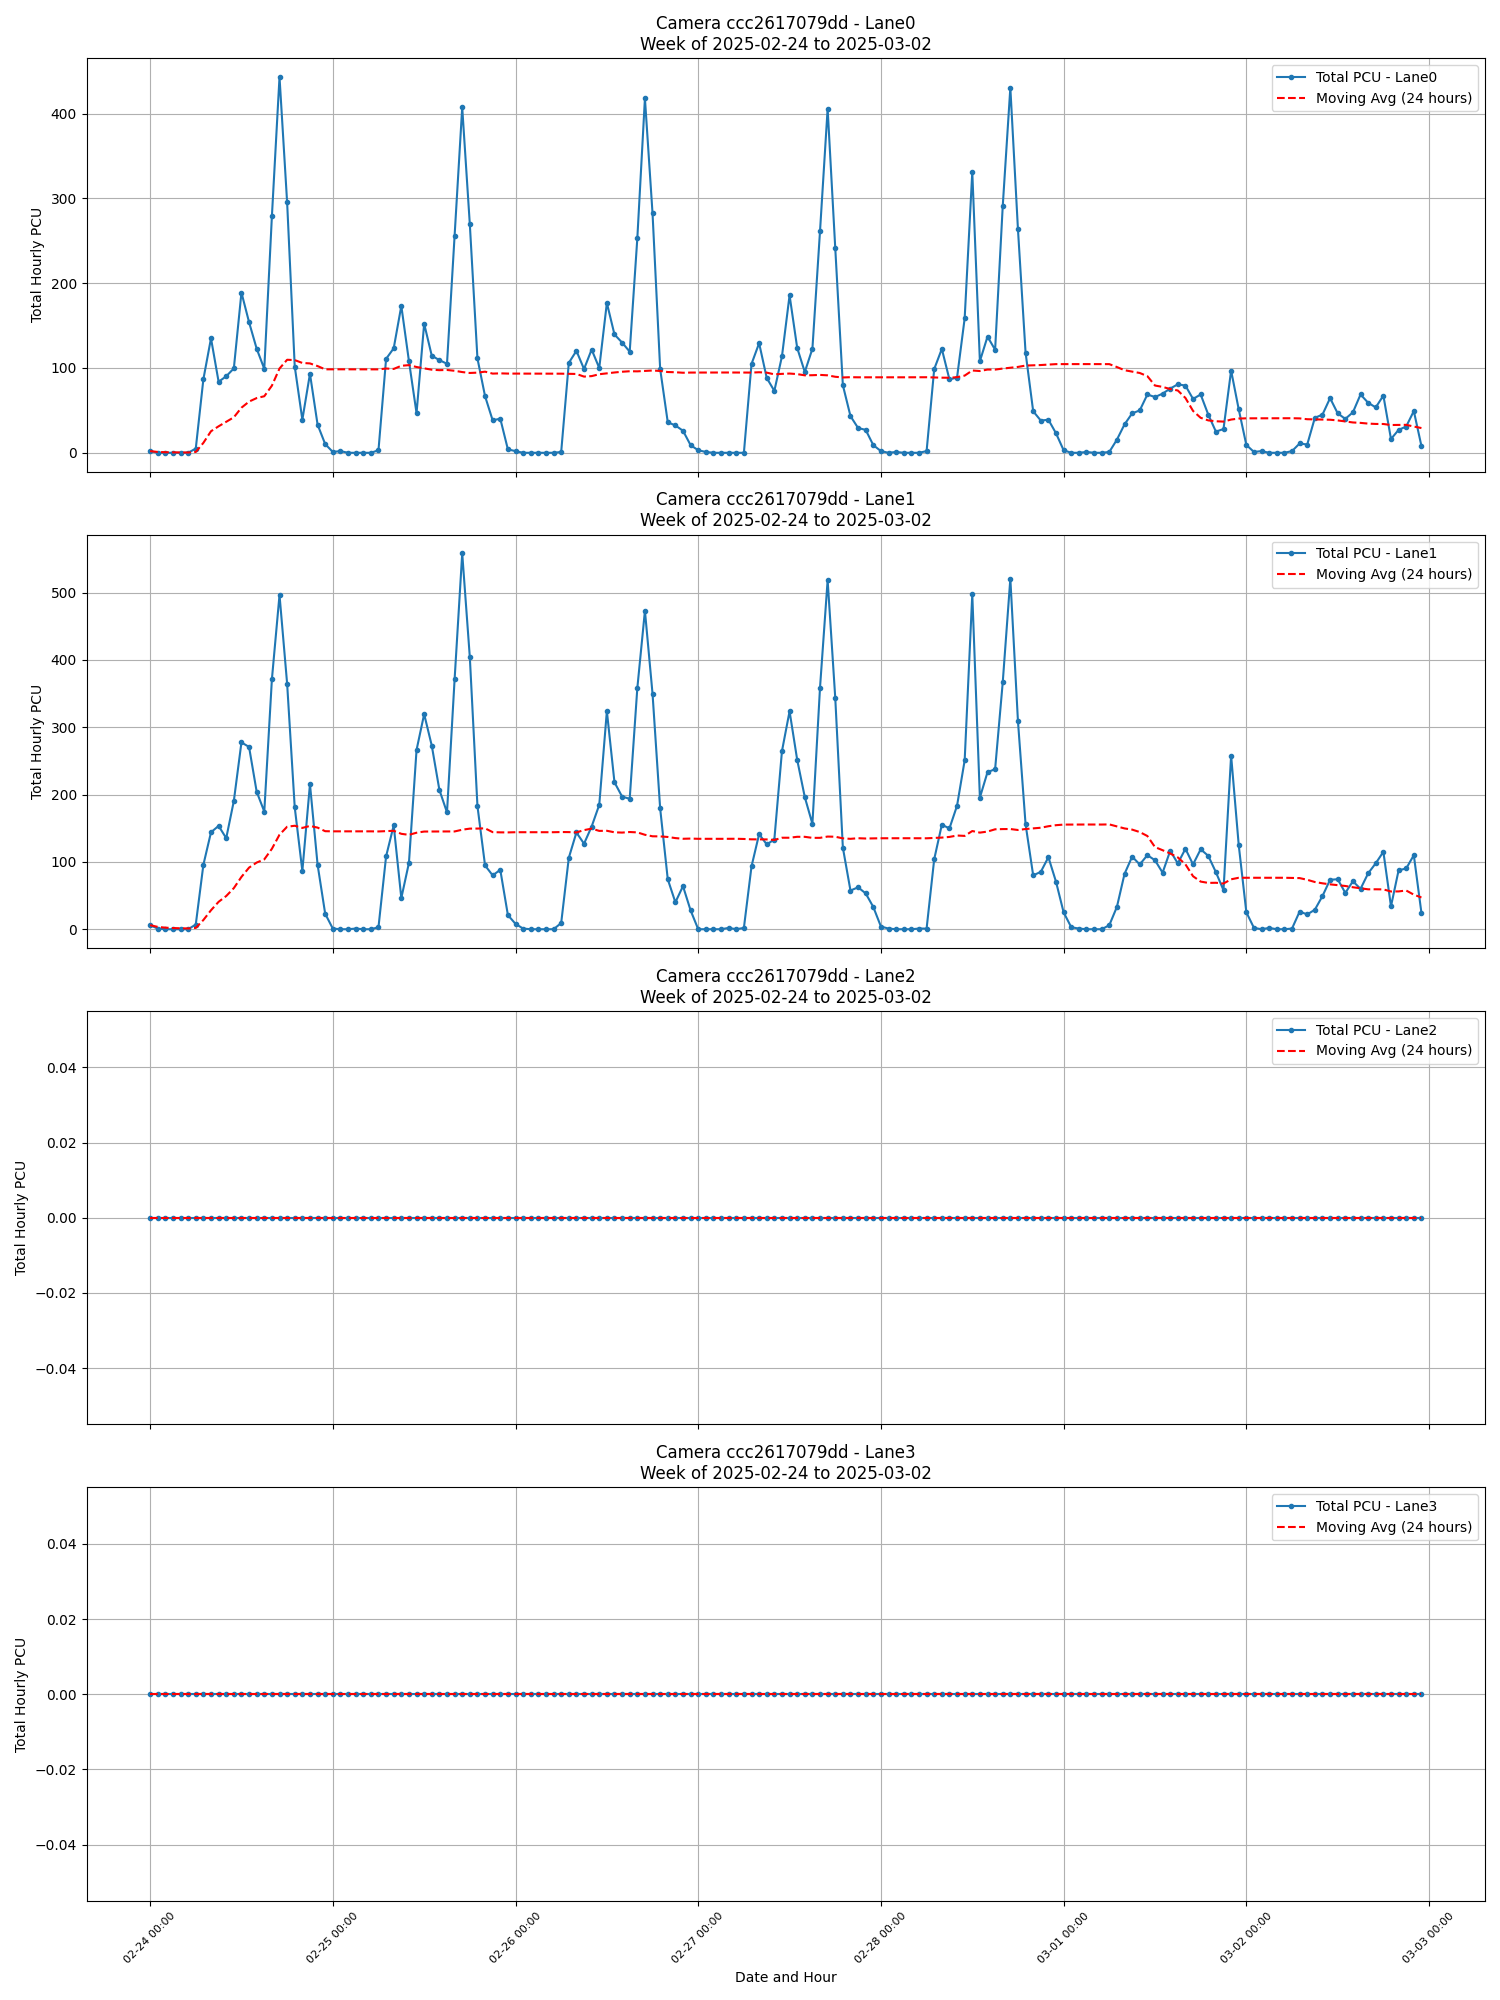 Camera ccc2617079dd - Lane0
Week of 2025-02-24 to 2025-03-02
Total PCU - Lane0
Moving Avg (24 hours)
Total Hourly PCU
400
300
200
100
0
Camera ccc2617079dd - Lane1
Week of 2025-02-24 to 2025-03-02
Total PCU - Lane1
Moving Avg (24 hours)
Total Hourly PCU
500
400
300
200
100
0
Camera ccc2617079dd - Lane2
Week of 2025-02-24 to 2025-03-02
Total PCU - Lane2
Moving Avg (24 hours)
Total Hourly PCU
0.04
0.02
0.00
−0.02
−0.04
Camera ccc2617079dd - Lane3
Week of 2025-02-24 to 2025-03-02
Total PCU - Lane3
Moving Avg (24 hours)
Total Hourly PCU
0.04
0.02
0.00
−0.02
−0.04
02-24 00:00
02-25 00:00
02-26 00:00
02-27 00:00
02-28 00:00
03-01 00:00
03-02 00:00
03-03 00:00
Date and Hour